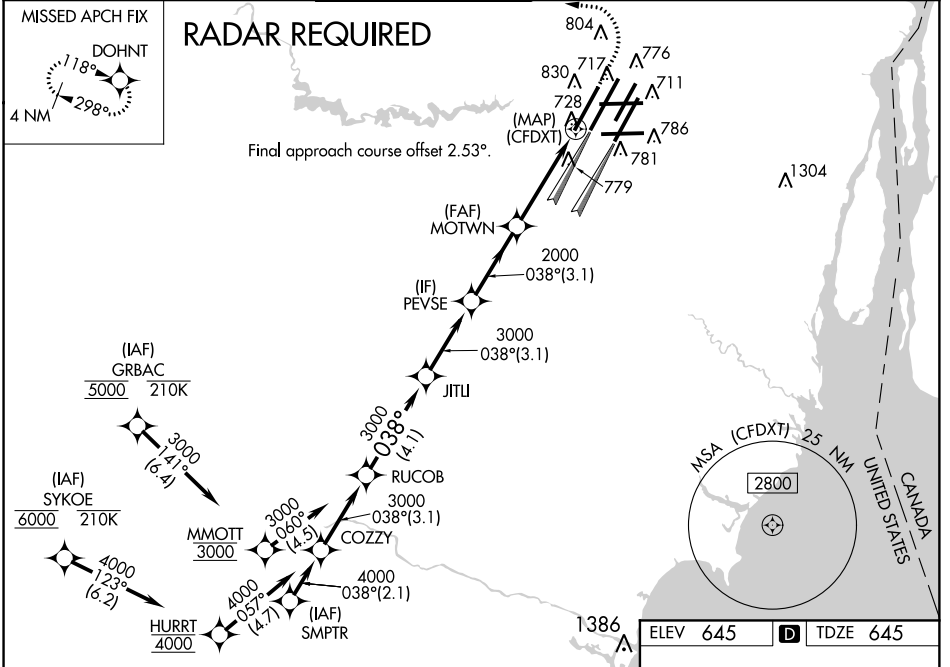 MISSED APCH FIX
DOHNT
118°
298°
4 NM
RADAR REQUIRED
804
776
830
717
711
728
(MAP)
(CFDXT)
786
781
779
1304
Final approach course offset 2.53°.
(FAF)
MOTWN
2000
038°(3.1)
(IF)
PEVSE
3000
038°(3.1)
JITLI
(IAF)
GRBAC
5000 210K
3000
141°
(6.4)
3000
038°
(4.1)
RUCOB
(IAF)
SYKOE
6000 210K
4000
123°
(6.2)
MMOTT
3000
3000
060°
(4.5)
3000
038°(3.1)
COZZY
HURRT
4000
4000
057°
(4.7)
4000
038°(2.1)
(IAF)
SMPTR
MSA (CFDXT) 25 NM
2800
CANADA
UNITED STATES
1386
ELEV 645 D TDZE 645